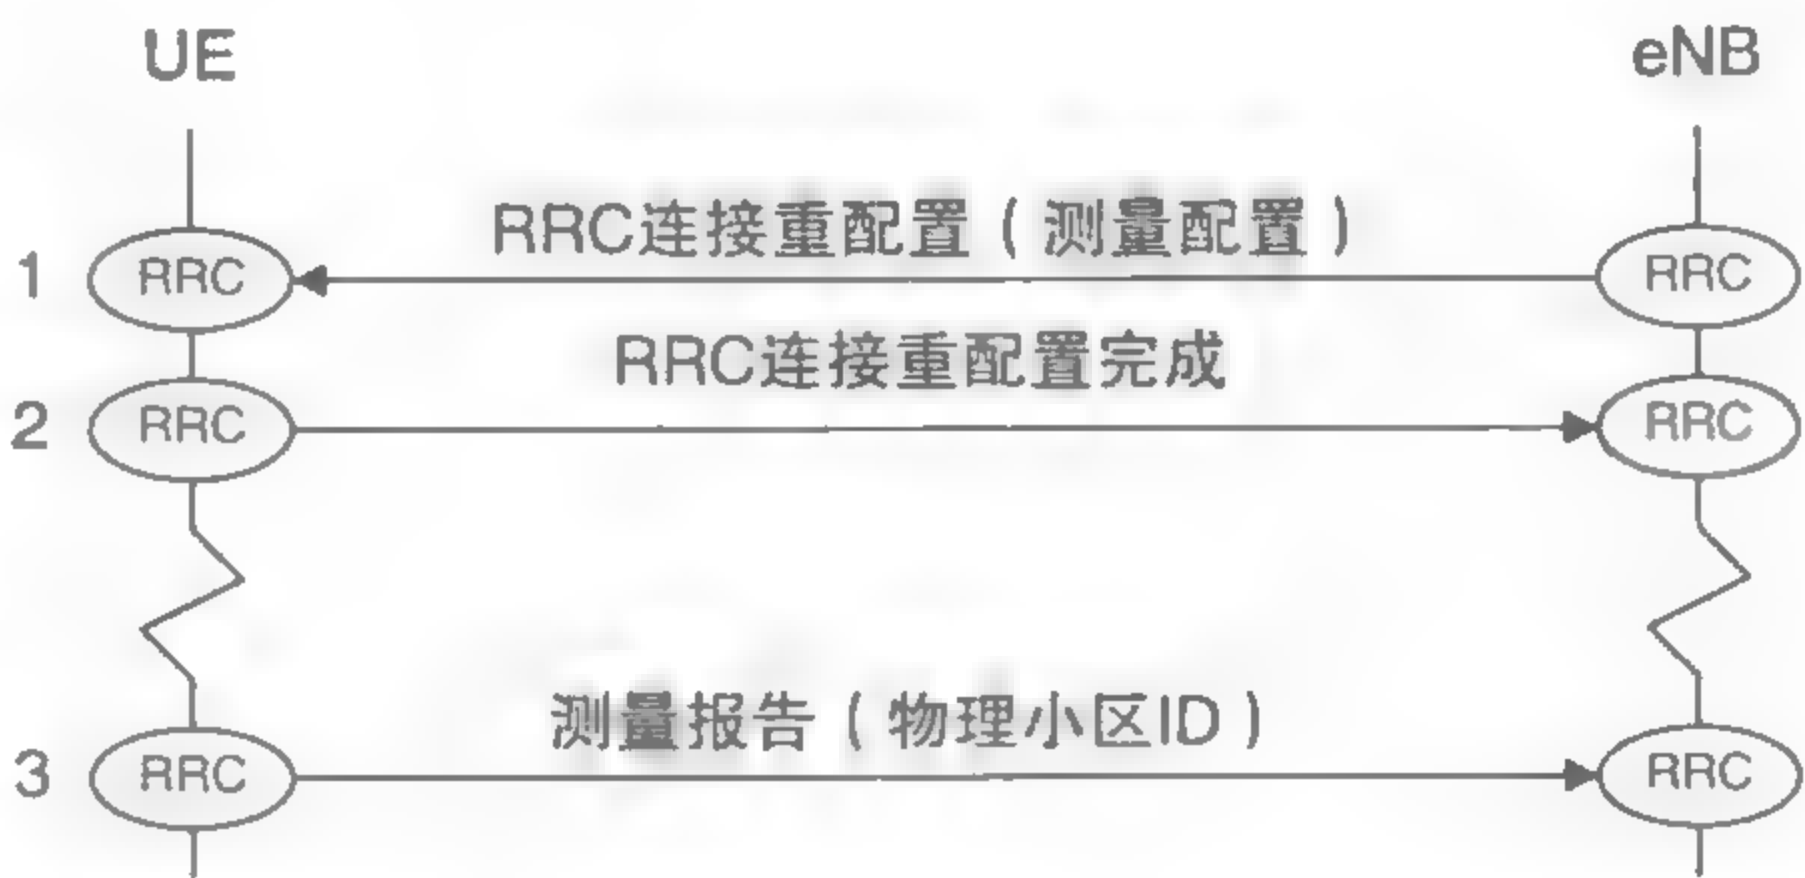 UE eNB
RRC连接重配置（测量配置）
1 RRC RRC
RRC连接重配置完成
2 RRC RRC
测量报告（物理小区ID）
3 RRC RRC